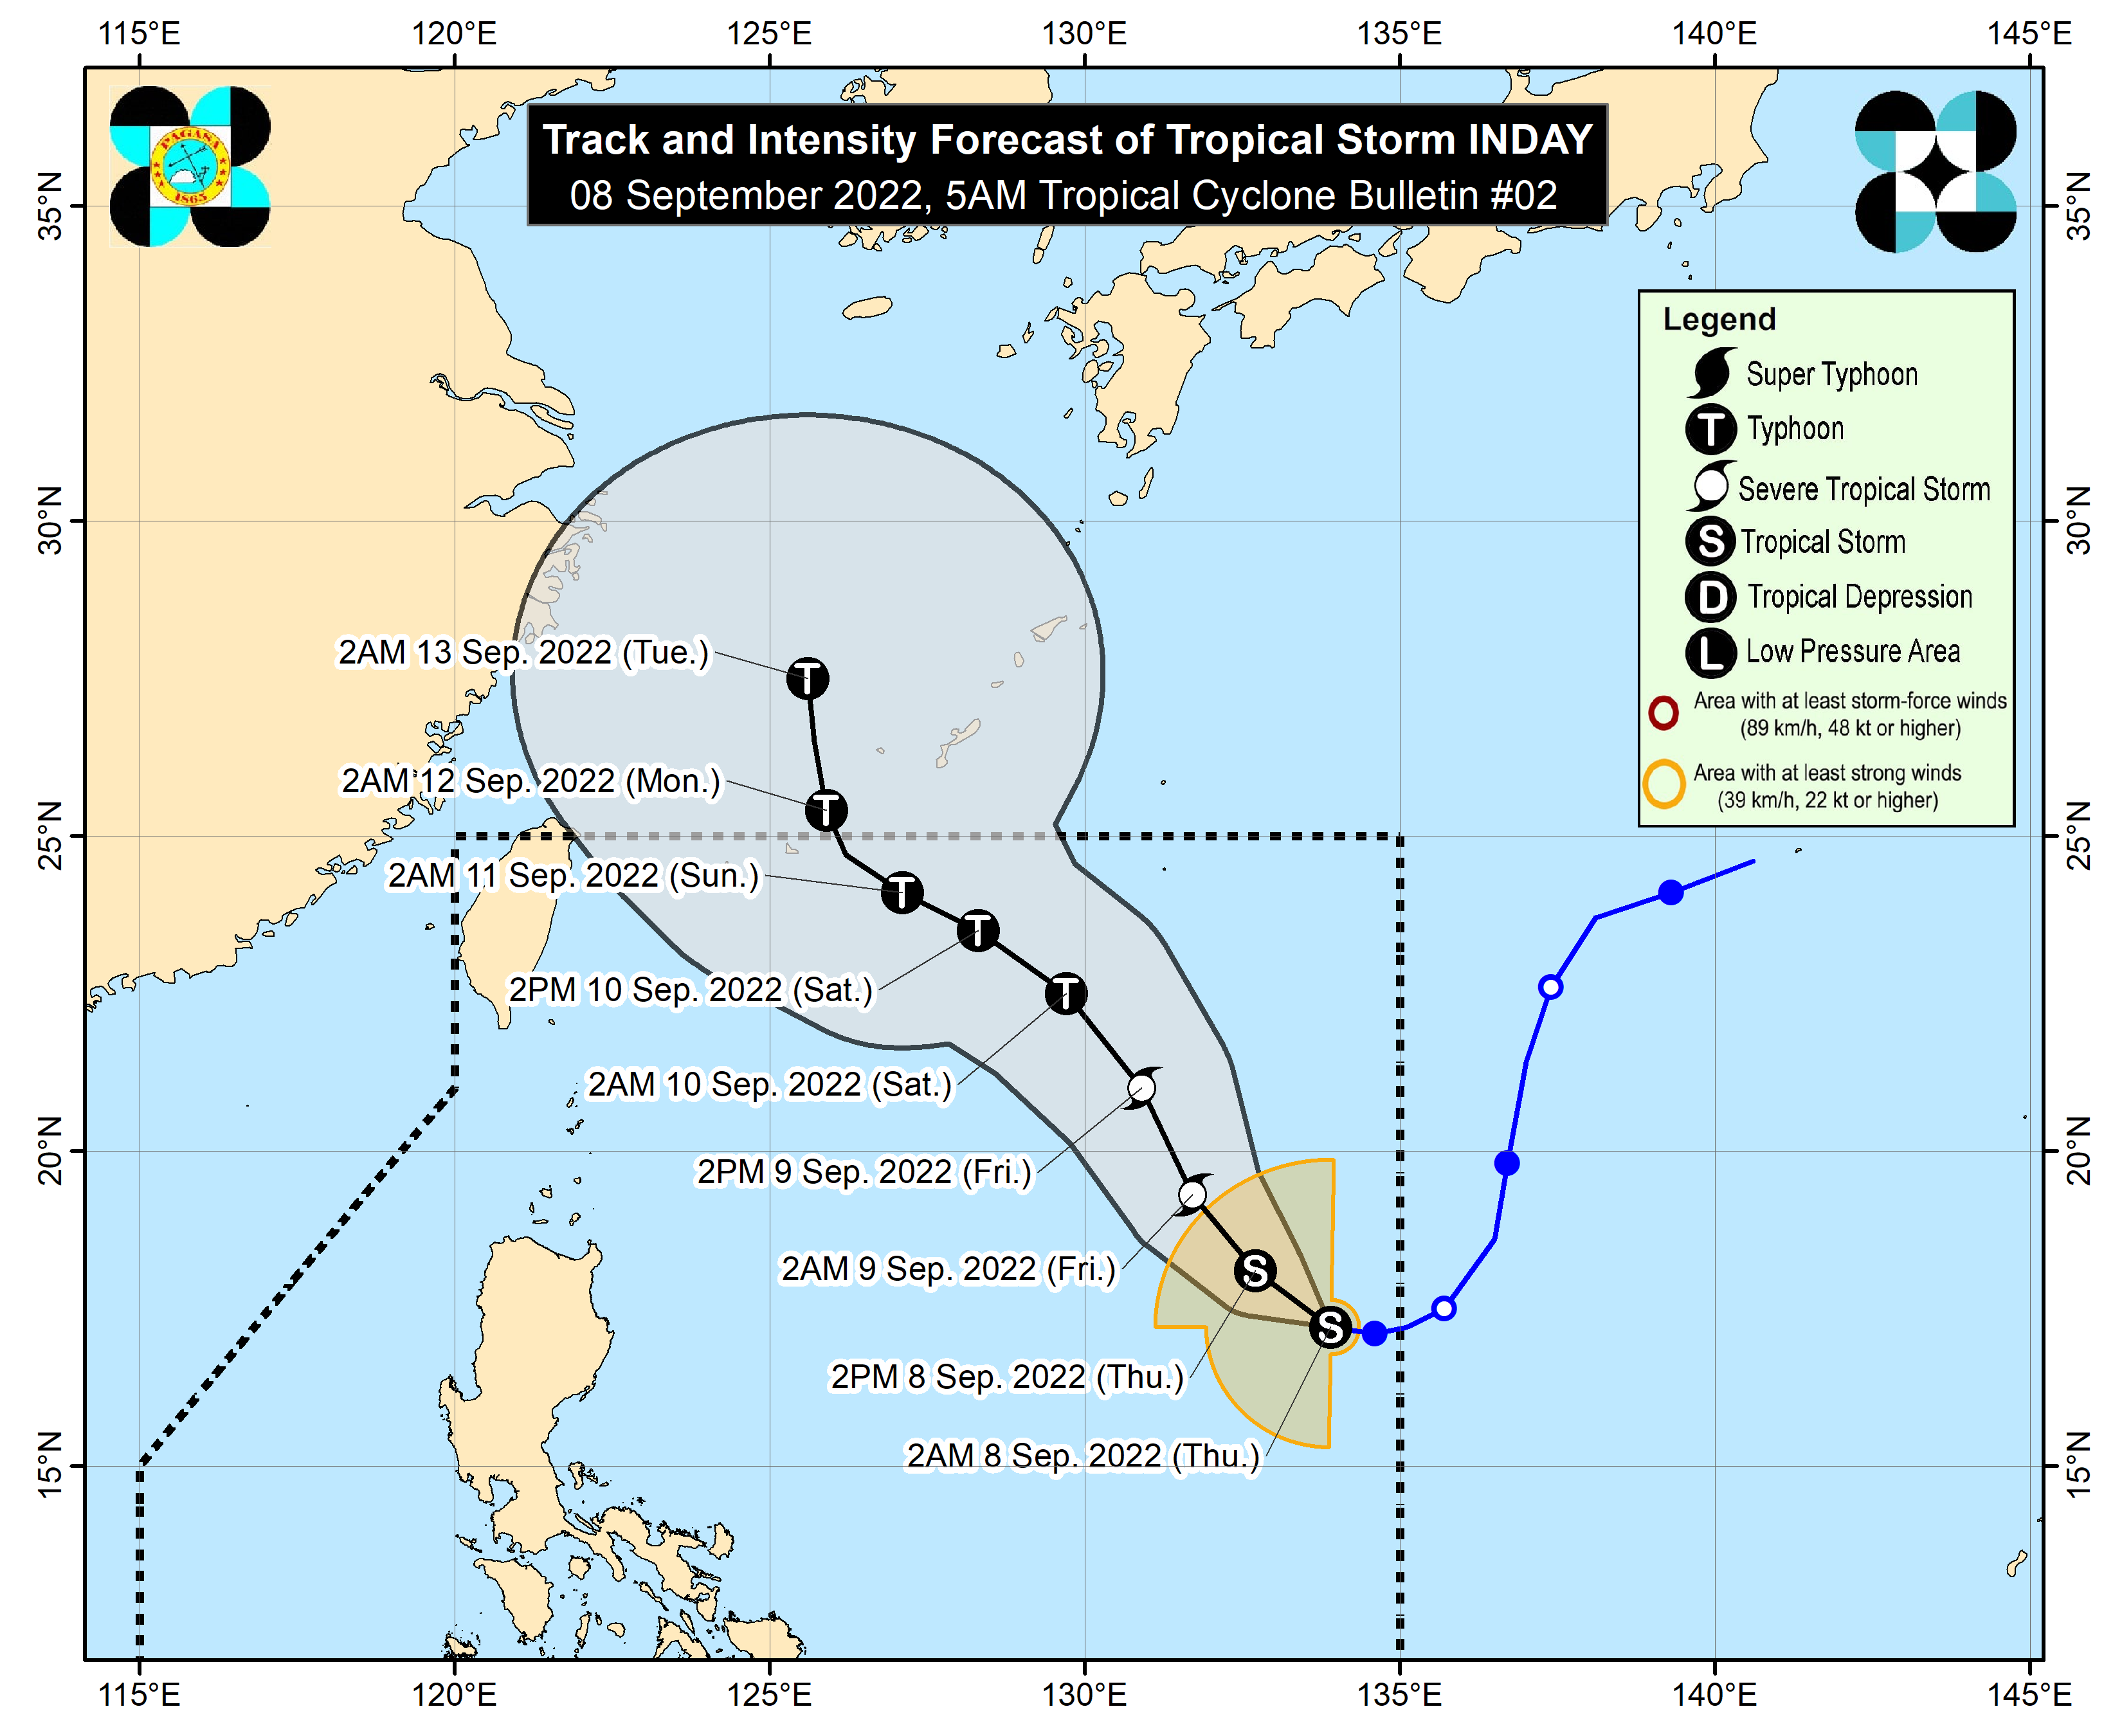 115°E 120°E 125°E 130°E 135°E 140°E 145°E
Track and Intensity Forecast of Tropical Storm INDAY
08 September 2022, 5AM Tropical Cyclone Bulletin #02
PAGASA
1865
35°N 35°N
Legend
Super Typhoon
T Typhoon
Severe Tropical Storm
S Tropical Storm
D Tropical Depression
L Low Pressure Area
Area with at least storm-force winds
(89 km/h, 48 kt or higher)
Area with at least strong winds
(39 km/h, 22 kt or higher)
30°N 30°N
2AM 13 Sep. 2022 (Tue.) T
2AM 12 Sep. 2022 (Mon.) T
25°N 25°N
2AM 11 Sep. 2022 (Sun.) T
2PM 10 Sep. 2022 (Sat.) T
2AM 10 Sep. 2022 (Sat.) T
20°N 20°N
2PM 9 Sep. 2022 (Fri.)
2AM 9 Sep. 2022 (Fri.)
2PM 8 Sep. 2022 (Thu.) S
2AM 8 Sep. 2022 (Thu.) S
15°N 15°N
115°E 120°E 125°E 130°E 135°E 140°E 145°E